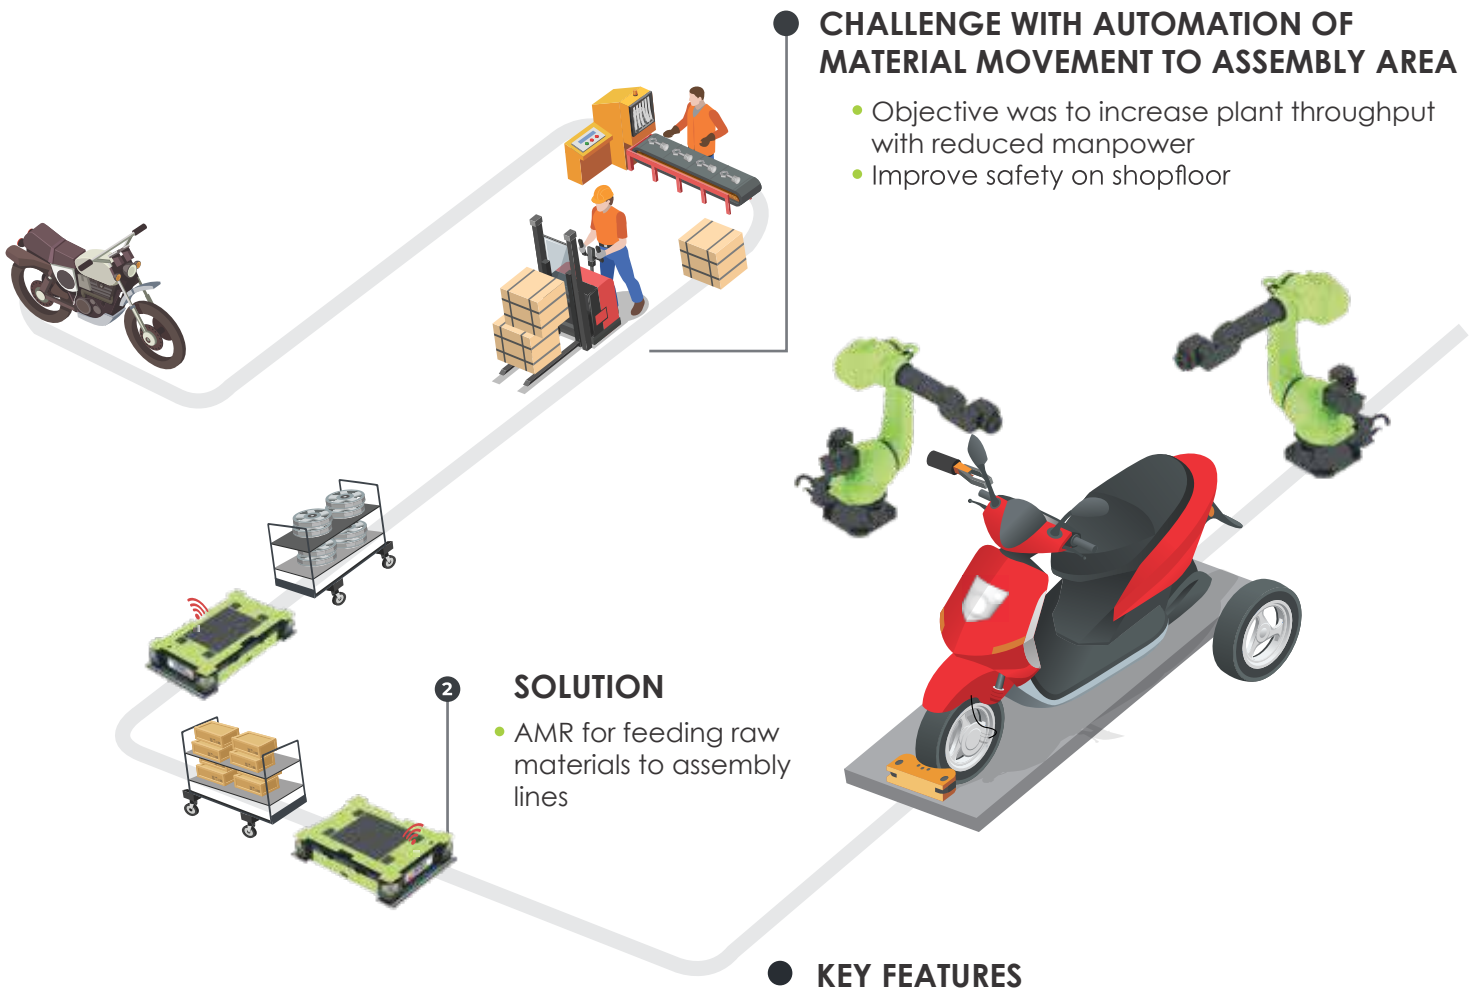 CHALLENGE WITH AUTOMATION OF
MATERIAL MOVEMENT TO ASSEMBLY AREA
• Objective was to increase plant throughput
with reduced manpower
• Improve safety on shopfloor
2
SOLUTION
• AMR for feeding raw
materials to assembly
lines
KEY FEATURES